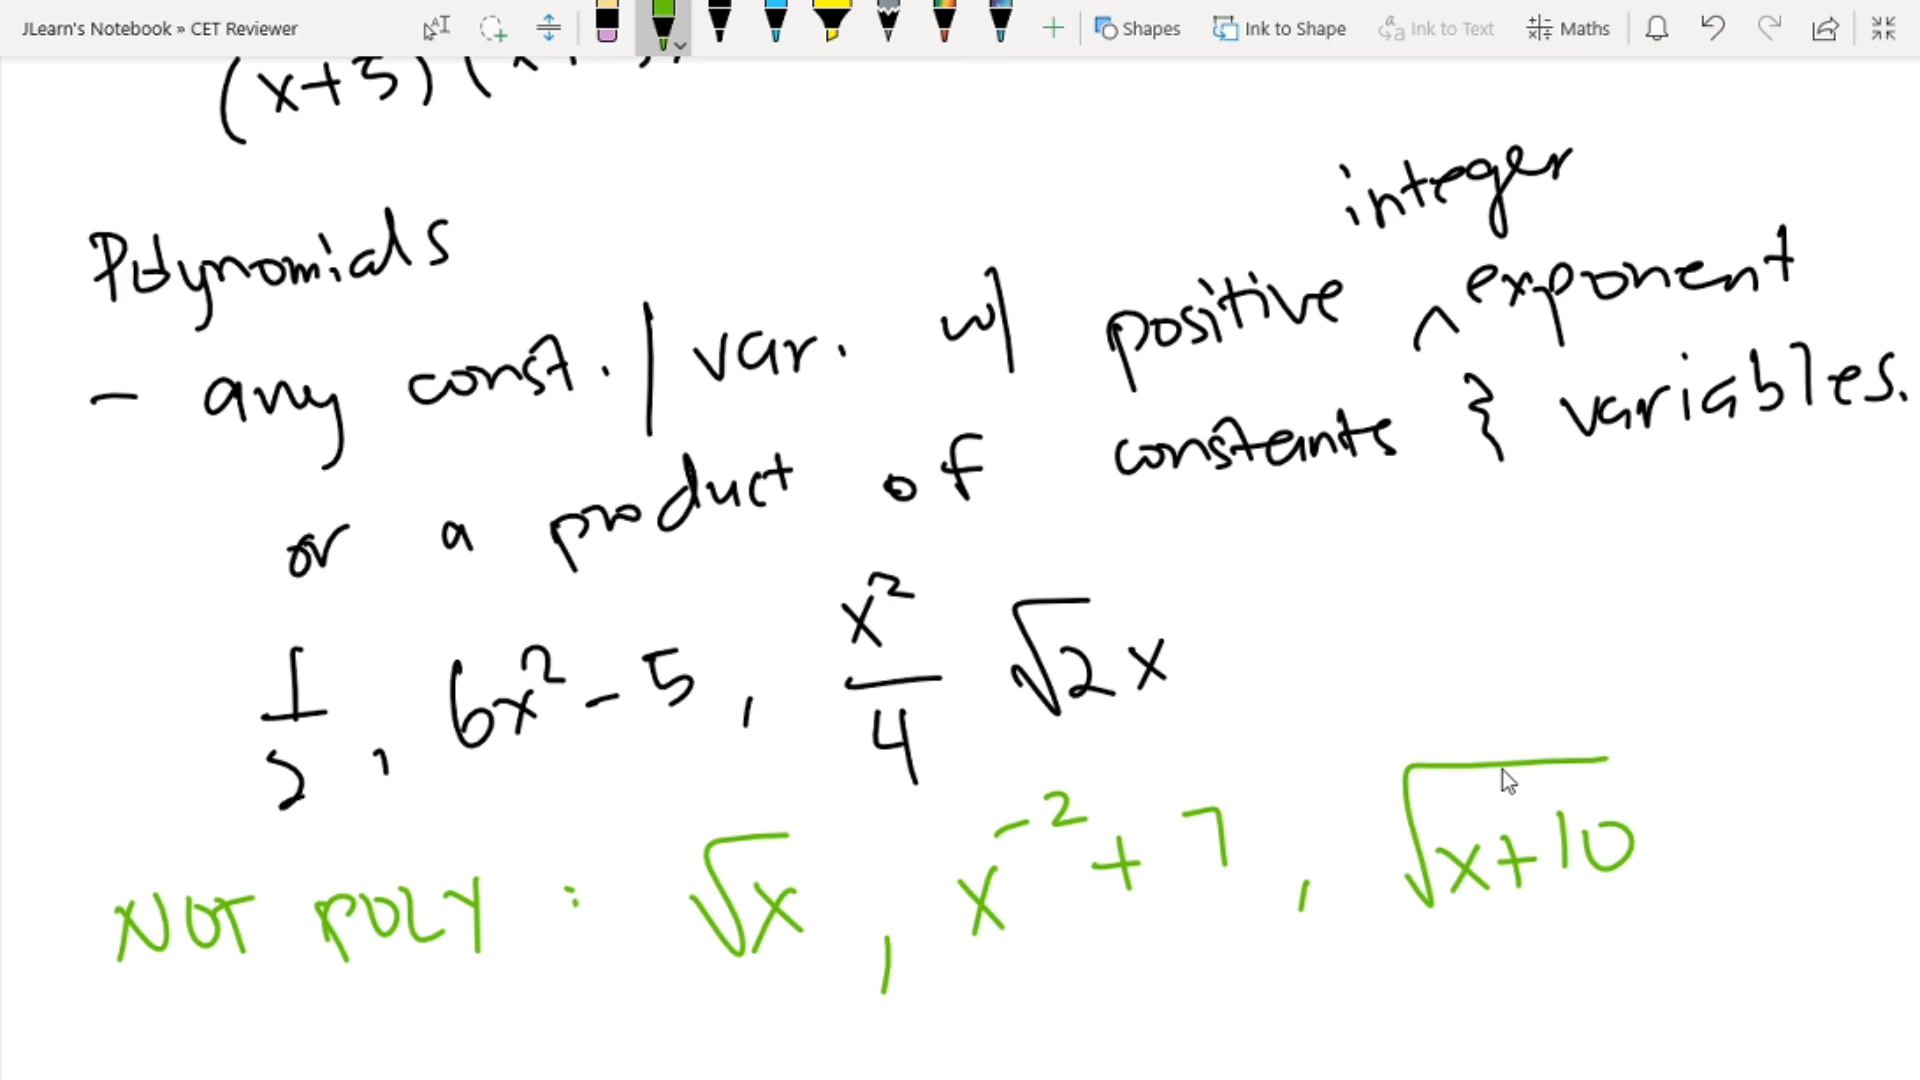 JLearn's Notebook » CET Reviewer Shapes Ink to Shape Ink to Text Maths
(x+5)(x+
Polynomials
integer
- any const. / var. w/ positive ^ exponent
or a product of constants & variables.
1/2, 6x² - 5, x²/4 √2 x
NOT POLY : √x, x⁻² + 7, √(x+10)